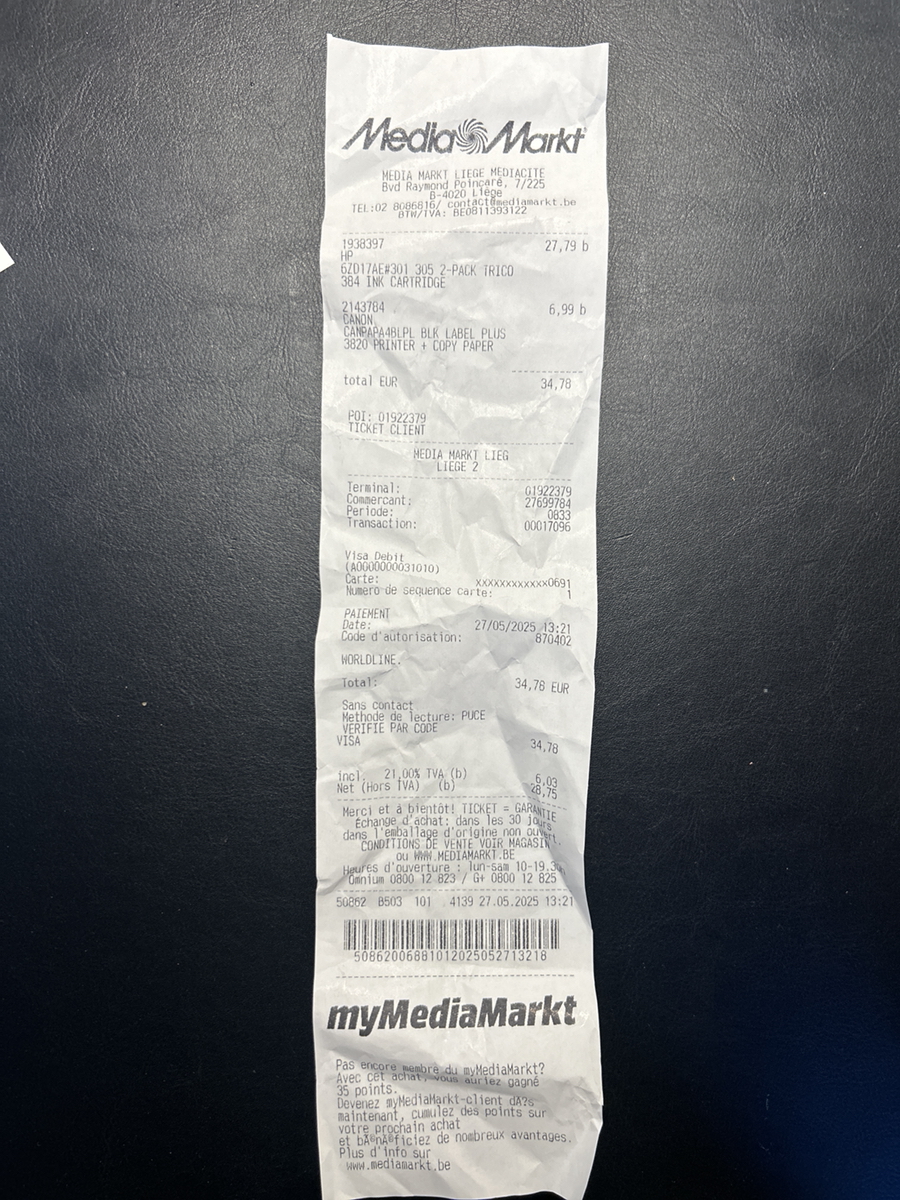 Media Markt
MEDIA MARKT LIEGE MEDIACITE
Bvd Raymond Poincaré, 7/225
B-4020 Liège
TEL:02 8086816/ contact@mediamarkt.be
BTW/TVA: BE0811393122
1938397 27,79 b
HP
6ZD17AE#301 305 2-PACK TRICO
384 INK CARTRIDGE
2143784 6,99 b
CANON
CANPAPA4BLPL BLK LABEL PLUS
3820 PRINTER + COPY PAPER
total EUR 34,78
POI: 01922379
TICKET CLIENT
MEDIA MARKT LIEG
LIEGE 2
Terminal: 01922379
Commercant: 27699784
Periode: 0833
Transaction: 00017096
Visa Debit
(A0000000031010)
Carte: xxxxxxxxxxxx0691
Numero de sequence carte: 1
PAIEMENT
Date: 27/05/2025 13:21
Code d'autorisation: 870402
WORLDLINE.
Total: 34,78 EUR
Sans contact
Methode de lecture: PUCE
VERIFIE PAR CODE
VISA 34,78
incl. 21,00% TVA (b) 6,03
Net (Hors TVA) (b) 28,75
Merci et à bientôt! TICKET = GARANTIE
Échange d'achat: dans les 30 jours
dans l'emballage d'origine non ouvert.
CONDITIONS DE VENTE VOIR MAGASIN
ou WWW.MEDIAMARKT.BE
Heures d'ouverture : lun-sam 10-19.30
Omnium 0800 12 823 / G+ 0800 12 825
50862 B503 101 4139 27.05.2025 13:21
5086200688101202505271321​8
myMediaMarkt
Pas encore membre du myMediaMarkt?
Avec cet achat, vous auriez gagné
35 points.
Devenez myMediaMarkt-client dÃ?s
maintenant, cumulez des points sur
votre prochain achat
et bÃ©nÃ©ficiez de nombreux avantages.
Plus d'info sur
www.mediamarkt.be